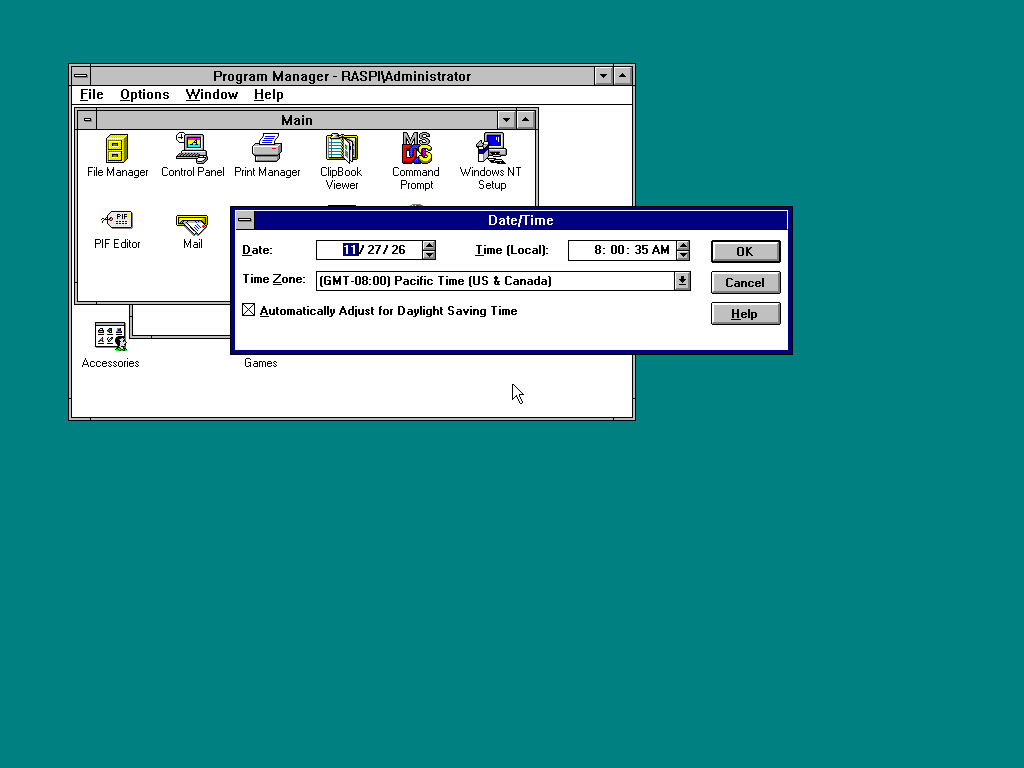 Program Manager - RASPI\Administrator
File Options Window Help
Main
File Manager
Control Panel
Print Manager
ClipBook Viewer
Command Prompt
Windows NT Setup
PIF Editor
Mail
Date/Time
Date: 11/ 27/ 26
Time (Local): 8: 00: 35 AM
OK
Time Zone: (GMT-08:00) Pacific Time (US & Canada)
Cancel
Automatically Adjust for Daylight Saving Time
Help
Accessories
Games